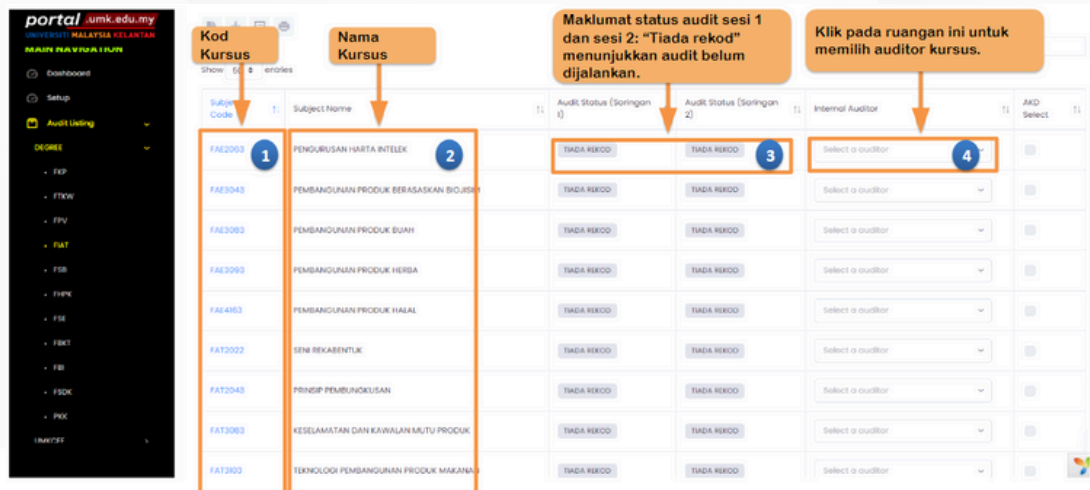 portal .umk.edu.my
UNIVERSITI MALAYSIA KELANTAN
MAIN NAVIGATION
Dashboard
Setup
Audit Listing
DEGREE
FKP
FTKW
FPV
FIAT
FSB
FHPK
FSE
FBKT
FBI
FSDK
PKK
UMKCEE
Kod
Kursus
Nama
Kursus
Maklumat status audit sesi 1
dan sesi 2: “Tiada rekod”
menunjukkan audit belum
dijalankan.
Klik pada ruangan ini untuk
memilih auditor kursus.
Show 50 entries
Subject Code Subject Name Audit Status (Saringan 1) Audit Status (Saringan 2) Internal Auditor AKD Select
FAE2063 1 PENGURUSAN HARTA INTELEK 2 TIADA REKOD TIADA REKOD 3 Select a auditor 4
FAE3043 PEMBANGUNAN PRODUK BERASASKAN BIOJISIM TIADA REKOD TIADA REKOD Select a auditor
FAE3083 PEMBANGUNAN PRODUK BUAH TIADA REKOD TIADA REKOD Select a auditor
FAE3093 PEMBANGUNAN PRODUK HERBA TIADA REKOD TIADA REKOD Select a auditor
FAE4163 PEMBANGUNAN PRODUK HALAL TIADA REKOD TIADA REKOD Select a auditor
FAT2022 SENI REKABENTUK TIADA REKOD TIADA REKOD Select a auditor
FAT2043 PRINSIP PEMBUNGKUSAN TIADA REKOD TIADA REKOD Select a auditor
FAT3083 KESELAMATAN DAN KAWALAN MUTU PRODUK TIADA REKOD TIADA REKOD Select a auditor
FAT3103 TEKNOLOGI PEMBANGUNAN PRODUK MAKANAN TIADA REKOD TIADA REKOD Select a auditor